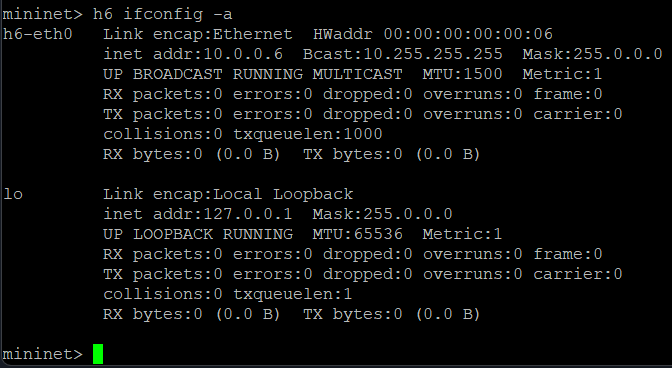 mininet> h6 ifconfig -a
h6-eth0   Link encap:Ethernet  HWaddr 00:00:00:00:00:06
          inet addr:10.0.0.6  Bcast:10.255.255.255  Mask:255.0.0.0
          UP BROADCAST RUNNING MULTICAST  MTU:1500  Metric:1
          RX packets:0 errors:0 dropped:0 overruns:0 frame:0
          TX packets:0 errors:0 dropped:0 overruns:0 carrier:0
          collisions:0 txqueuelen:1000
          RX bytes:0 (0.0 B)  TX bytes:0 (0.0 B)

lo        Link encap:Local Loopback
          inet addr:127.0.0.1  Mask:255.0.0.0
          UP LOOPBACK RUNNING  MTU:65536  Metric:1
          RX packets:0 errors:0 dropped:0 overruns:0 frame:0
          TX packets:0 errors:0 dropped:0 overruns:0 carrier:0
          collisions:0 txqueuelen:1
          RX bytes:0 (0.0 B)  TX bytes:0 (0.0 B)

mininet>